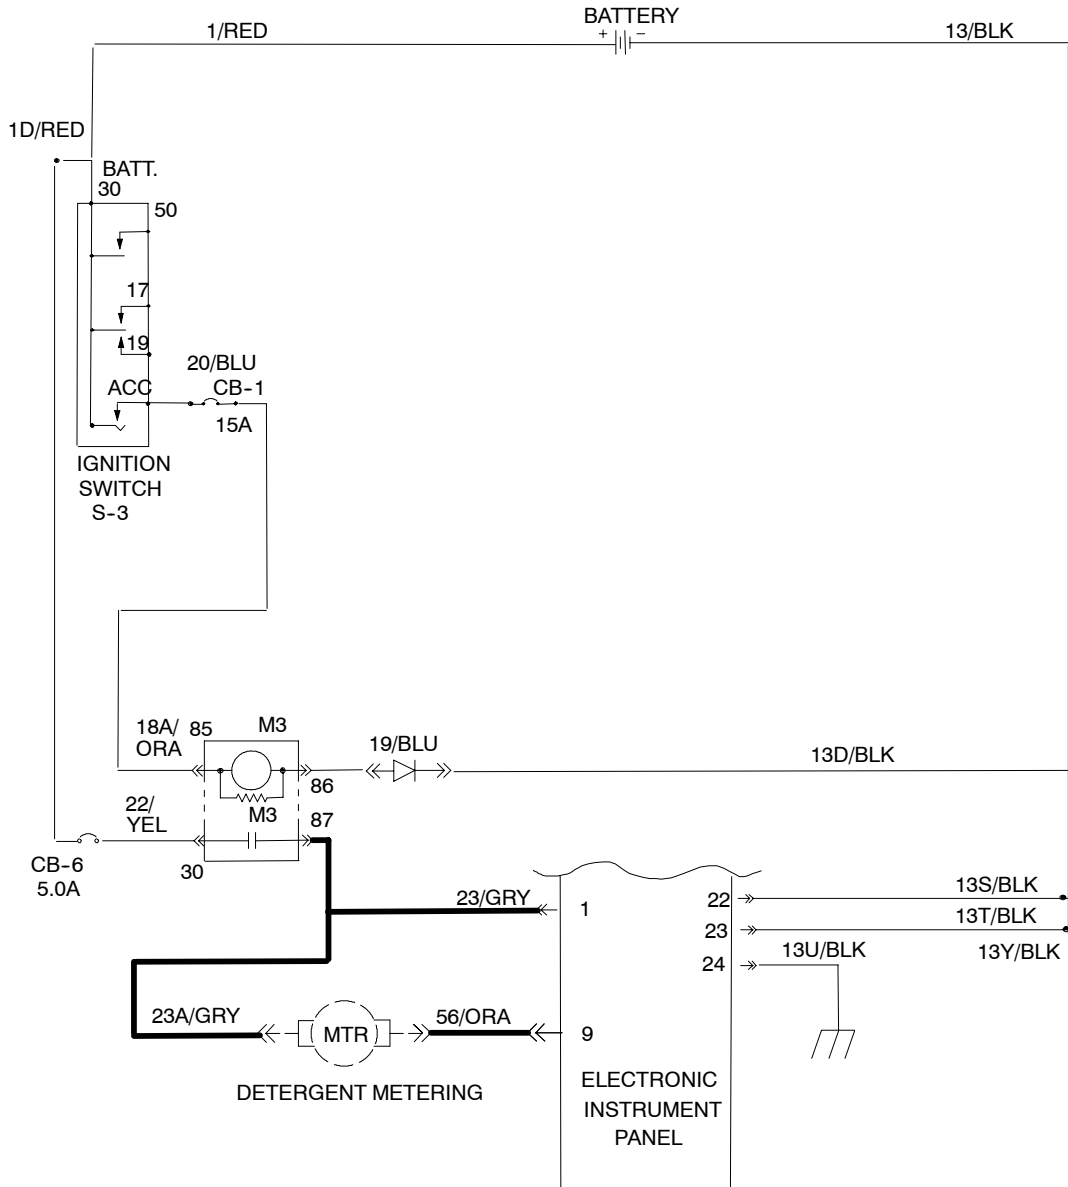 BATTERY
1/RED
+ −
13/BLK
1D/RED
BATT.
30
50
17
19
20/BLU
ACC
CB-1
15A
IGNITION
SWITCH
S-3
18A/
ORA
85
M3
19/BLU
13D/BLK
86
22/
YEL
M3
87
CB-6
5.0A
30
23/GRY
1
22
13S/BLK
23
13T/BLK
24
13U/BLK
13Y/BLK
23A/GRY
MTR
56/ORA
9
DETERGENT METERING
ELECTRONIC
INSTRUMENT
PANEL